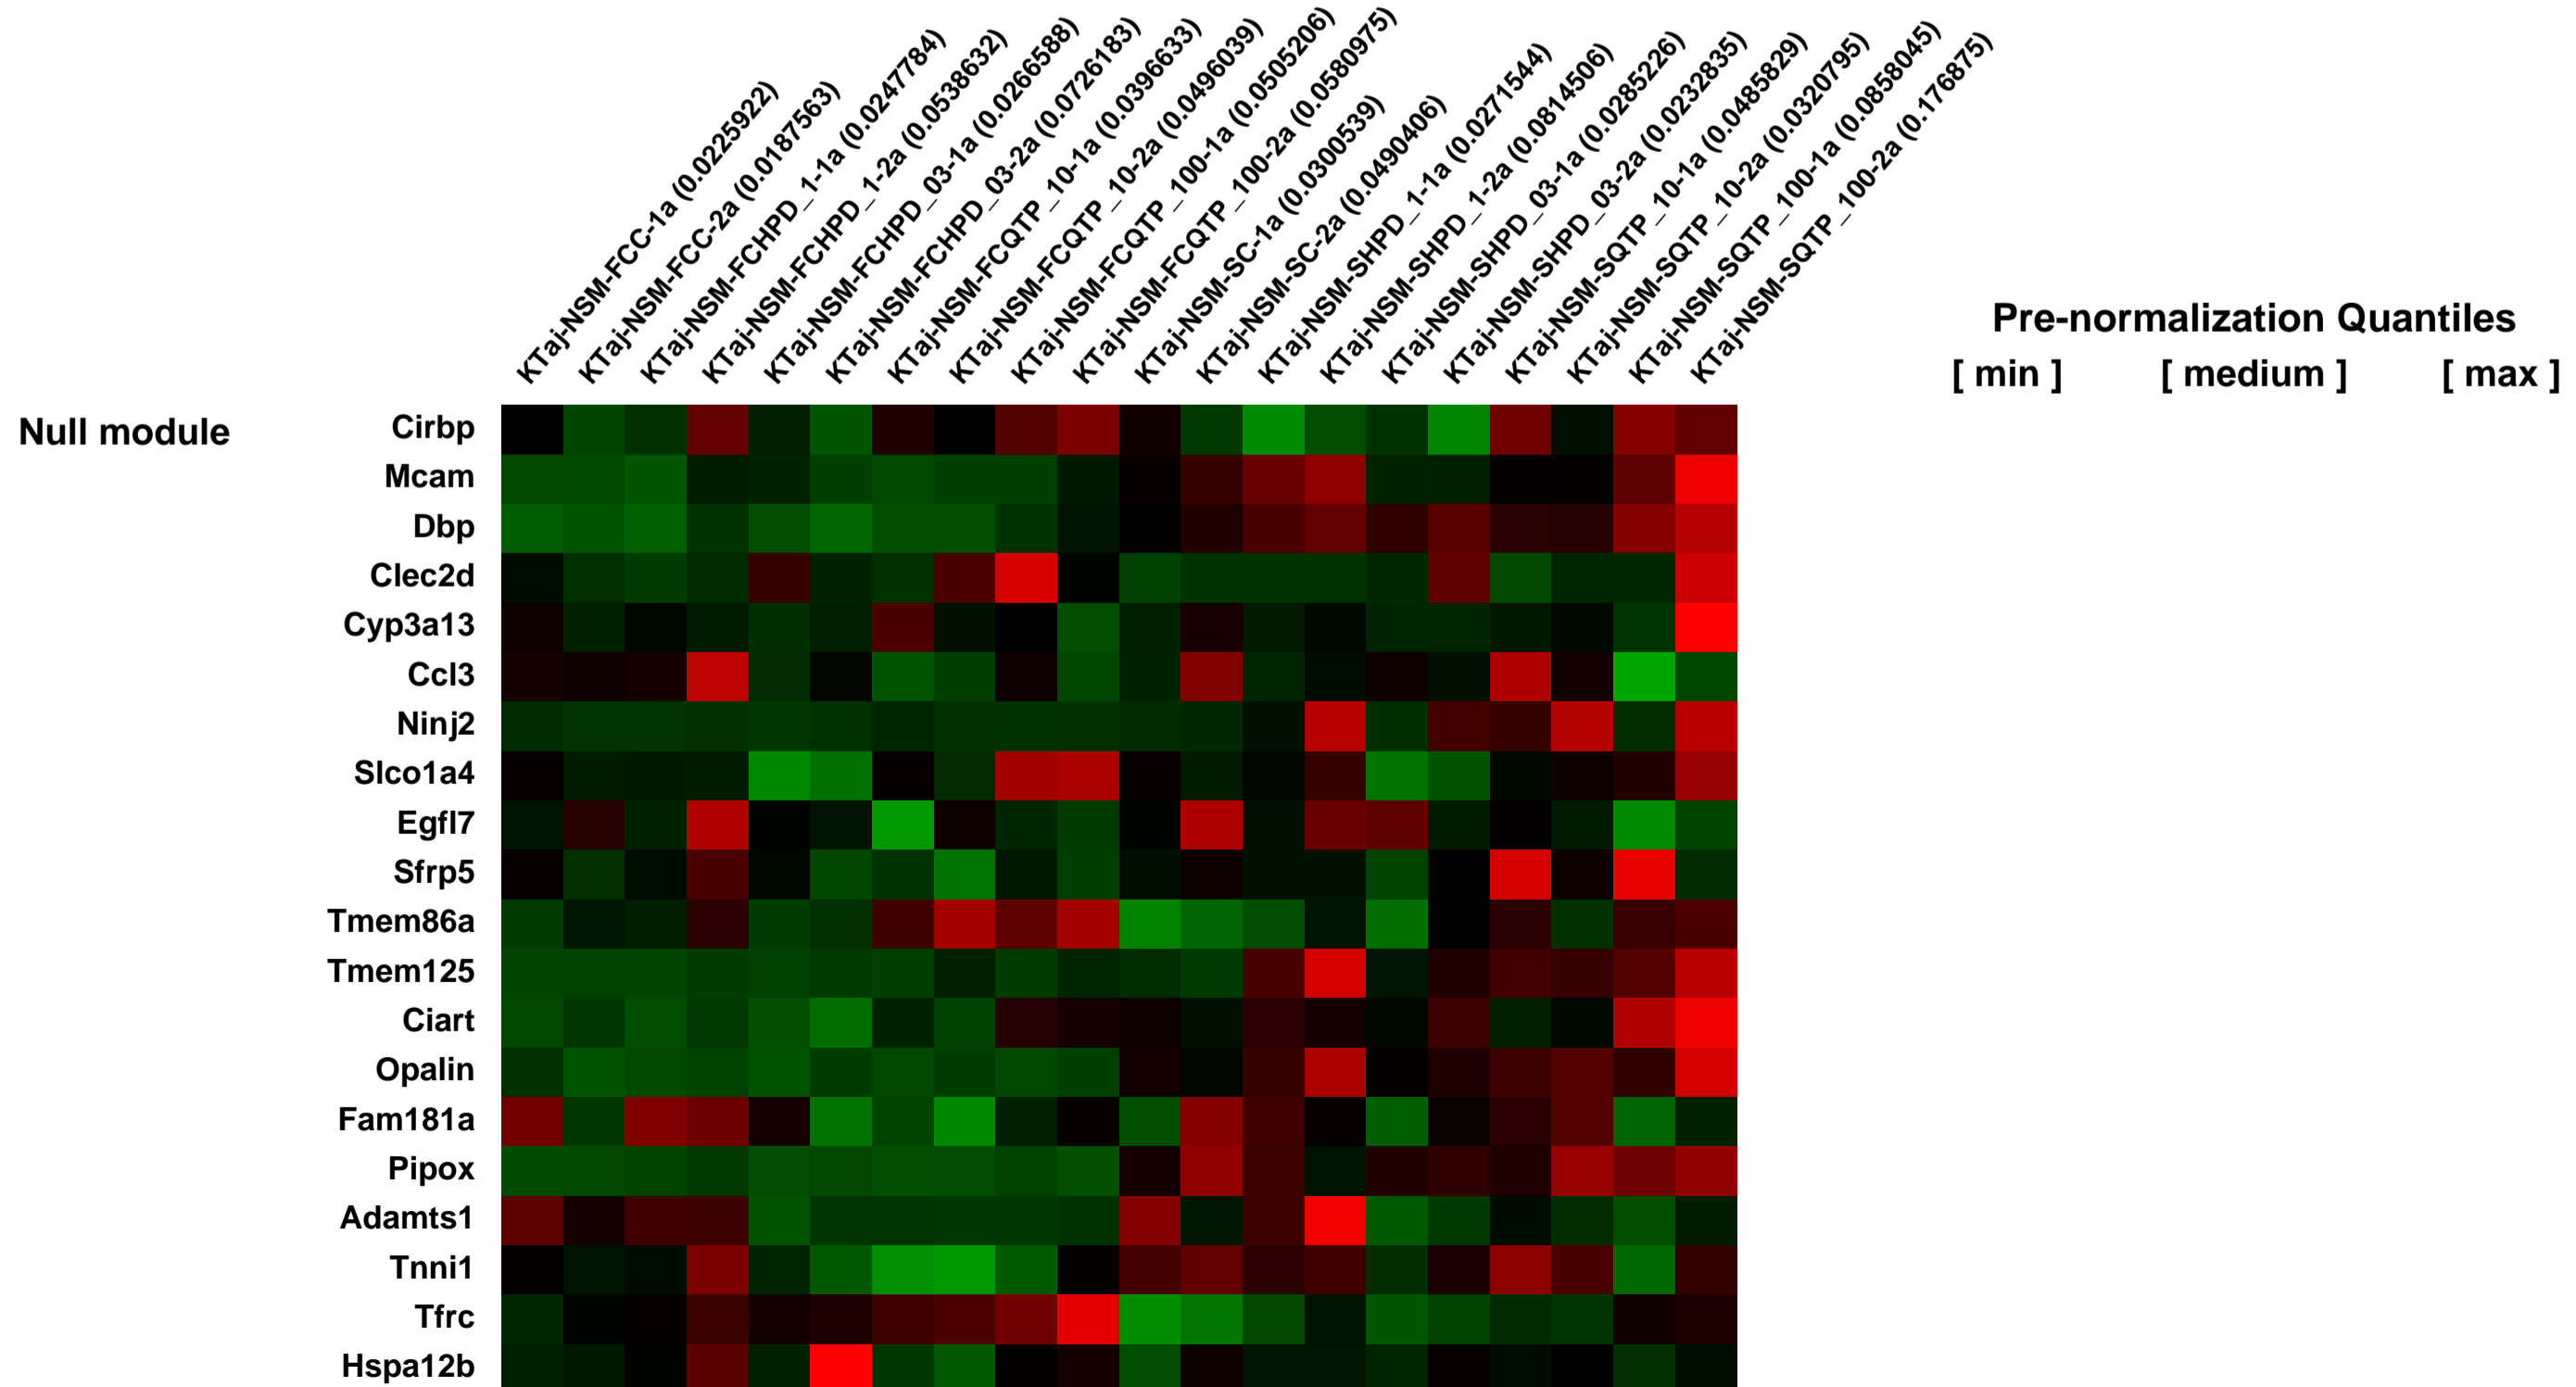 KTaj-NSM-FCC-1a (0.0225922)
KTaj-NSM-FCC-2a (0.0187563)
KTaj-NSM-FCHPD_1-1a (0.0247784)
KTaj-NSM-FCHPD_1-2a (0.0538632)
KTaj-NSM-FCHPD_03-1a (0.0266588)
KTaj-NSM-FCHPD_03-2a (0.0726183)
KTaj-NSM-FCQTP_10-1a (0.0396633)
KTaj-NSM-FCQTP_10-2a (0.0496039)
KTaj-NSM-FCQTP_100-1a (0.0505206)
KTaj-NSM-FCQTP_100-2a (0.0580975)
KTaj-NSM-SC-1a (0.0300539)
KTaj-NSM-SC-2a (0.0490406)
KTaj-NSM-SHPD_1-1a (0.0271544)
KTaj-NSM-SHPD_1-2a (0.0814506)
KTaj-NSM-SHPD_03-1a (0.0285226)
KTaj-NSM-SHPD_03-2a (0.0232835)
KTaj-NSM-SQTP_10-1a (0.0485829)
KTaj-NSM-SQTP_10-2a (0.0320795)
KTaj-NSM-SQTP_100-1a (0.0858045)
KTaj-NSM-SQTP_100-2a (0.176875)
Pre-normalization Quantiles
[ min ] [ medium ] [ max ]
Null module
Cirbp
Mcam
Dbp
Clec2d
Cyp3a13
Ccl3
Ninj2
Slco1a4
Egfl7
Sfrp5
Tmem86a
Tmem125
Ciart
Opalin
Fam181a
Pipox
Adamts1
Tnni1
Tfrc
Hspa12b